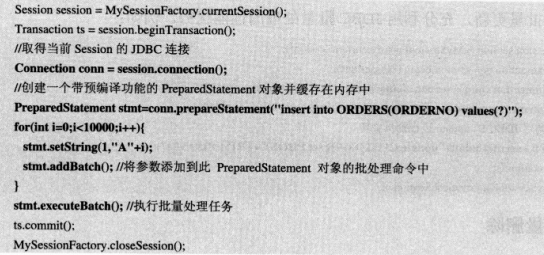 Session session = MySessionFactory.currentSession();
Transaction ts = session.beginTransaction();
//取得当前 Session 的 JDBC 连接
Connection conn = session.connection();
//创建一个带预编译功能的 PreparedStatement 对象并缓存在内存中
PreparedStatement stmt=conn.prepareStatement("insert into ORDERS(ORDERNO) values(?)");
for(int i=0;i<10000;i++){
stmt.setString(1,"A"+i);
stmt.addBatch(); //将参数添加到此 PreparedStatement 对象的批处理命令中
}
stmt.executeBatch(); //执行批量处理任务
ts.commit();
MySessionFactory.closeSession();